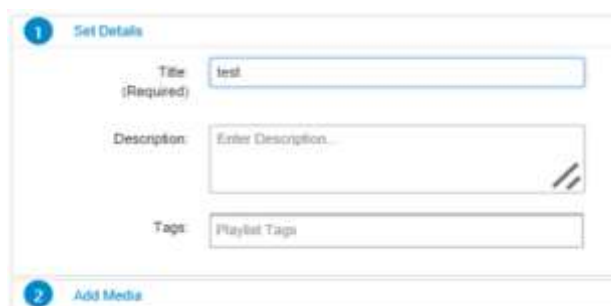 1 Set Details
Title
(Required)
test
Description:
Enter Description...
Tags:
Playlist Tags
2 Add Media